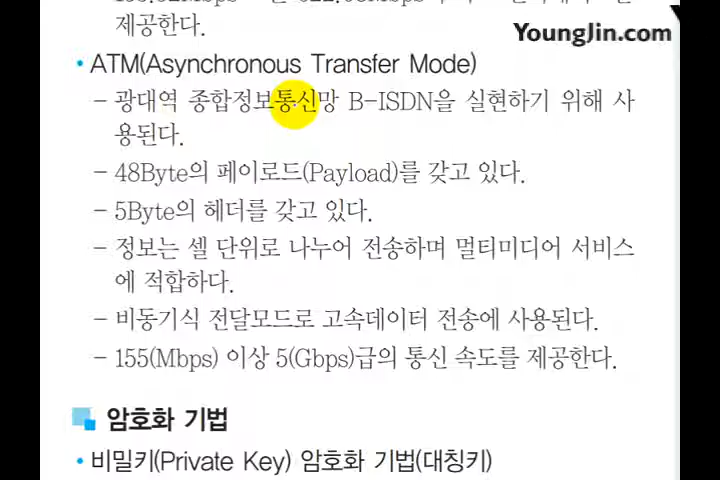 제공한다.
YoungJin.com
• ATM(Asynchronous Transfer Mode)
– 광대역 종합정보통신망 B-ISDN을 실현하기 위해 사
용된다.
– 48Byte의 페이로드(Payload)를 갖고 있다.
– 5Byte의 헤더를 갖고 있다.
– 정보는 셀 단위로 나누어 전송하며 멀티미디어 서비스
에 적합하다.
– 비동기식 전달모드로 고속데이터 전송에 사용된다.
– 155(Mbps) 이상 5(Gbps)급의 통신 속도를 제공한다.
암호화 기법
• 비밀키(Private Key) 암호화 기법(대칭키)